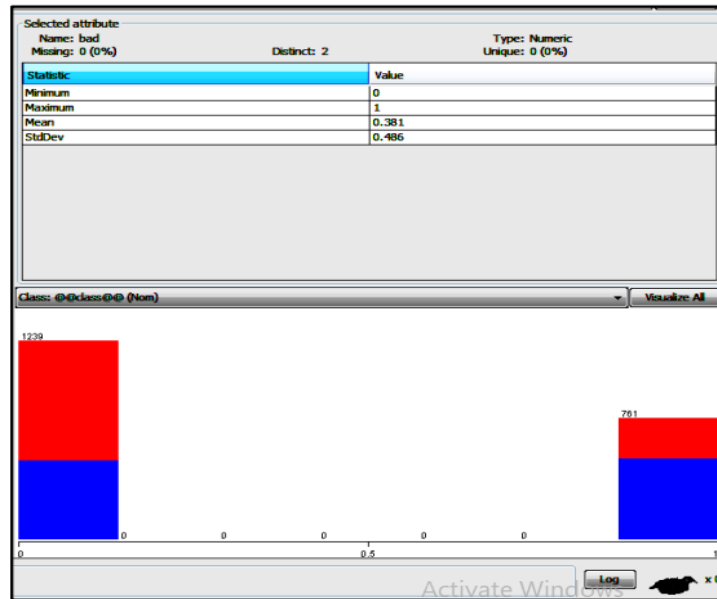 Selected attribute
Name: bad Type: Numeric
Missing: 0 (0%) Distinct: 2 Unique: 0 (0%)
Statistic Value
Minimum 0
Maximum 1
Mean 0.381
StdDev 0.486
Class: @@class@@ (Nom) Visualize All
1239
761
0 0 0 0 0
0 0.5 1
Log x 0
Activate Windows